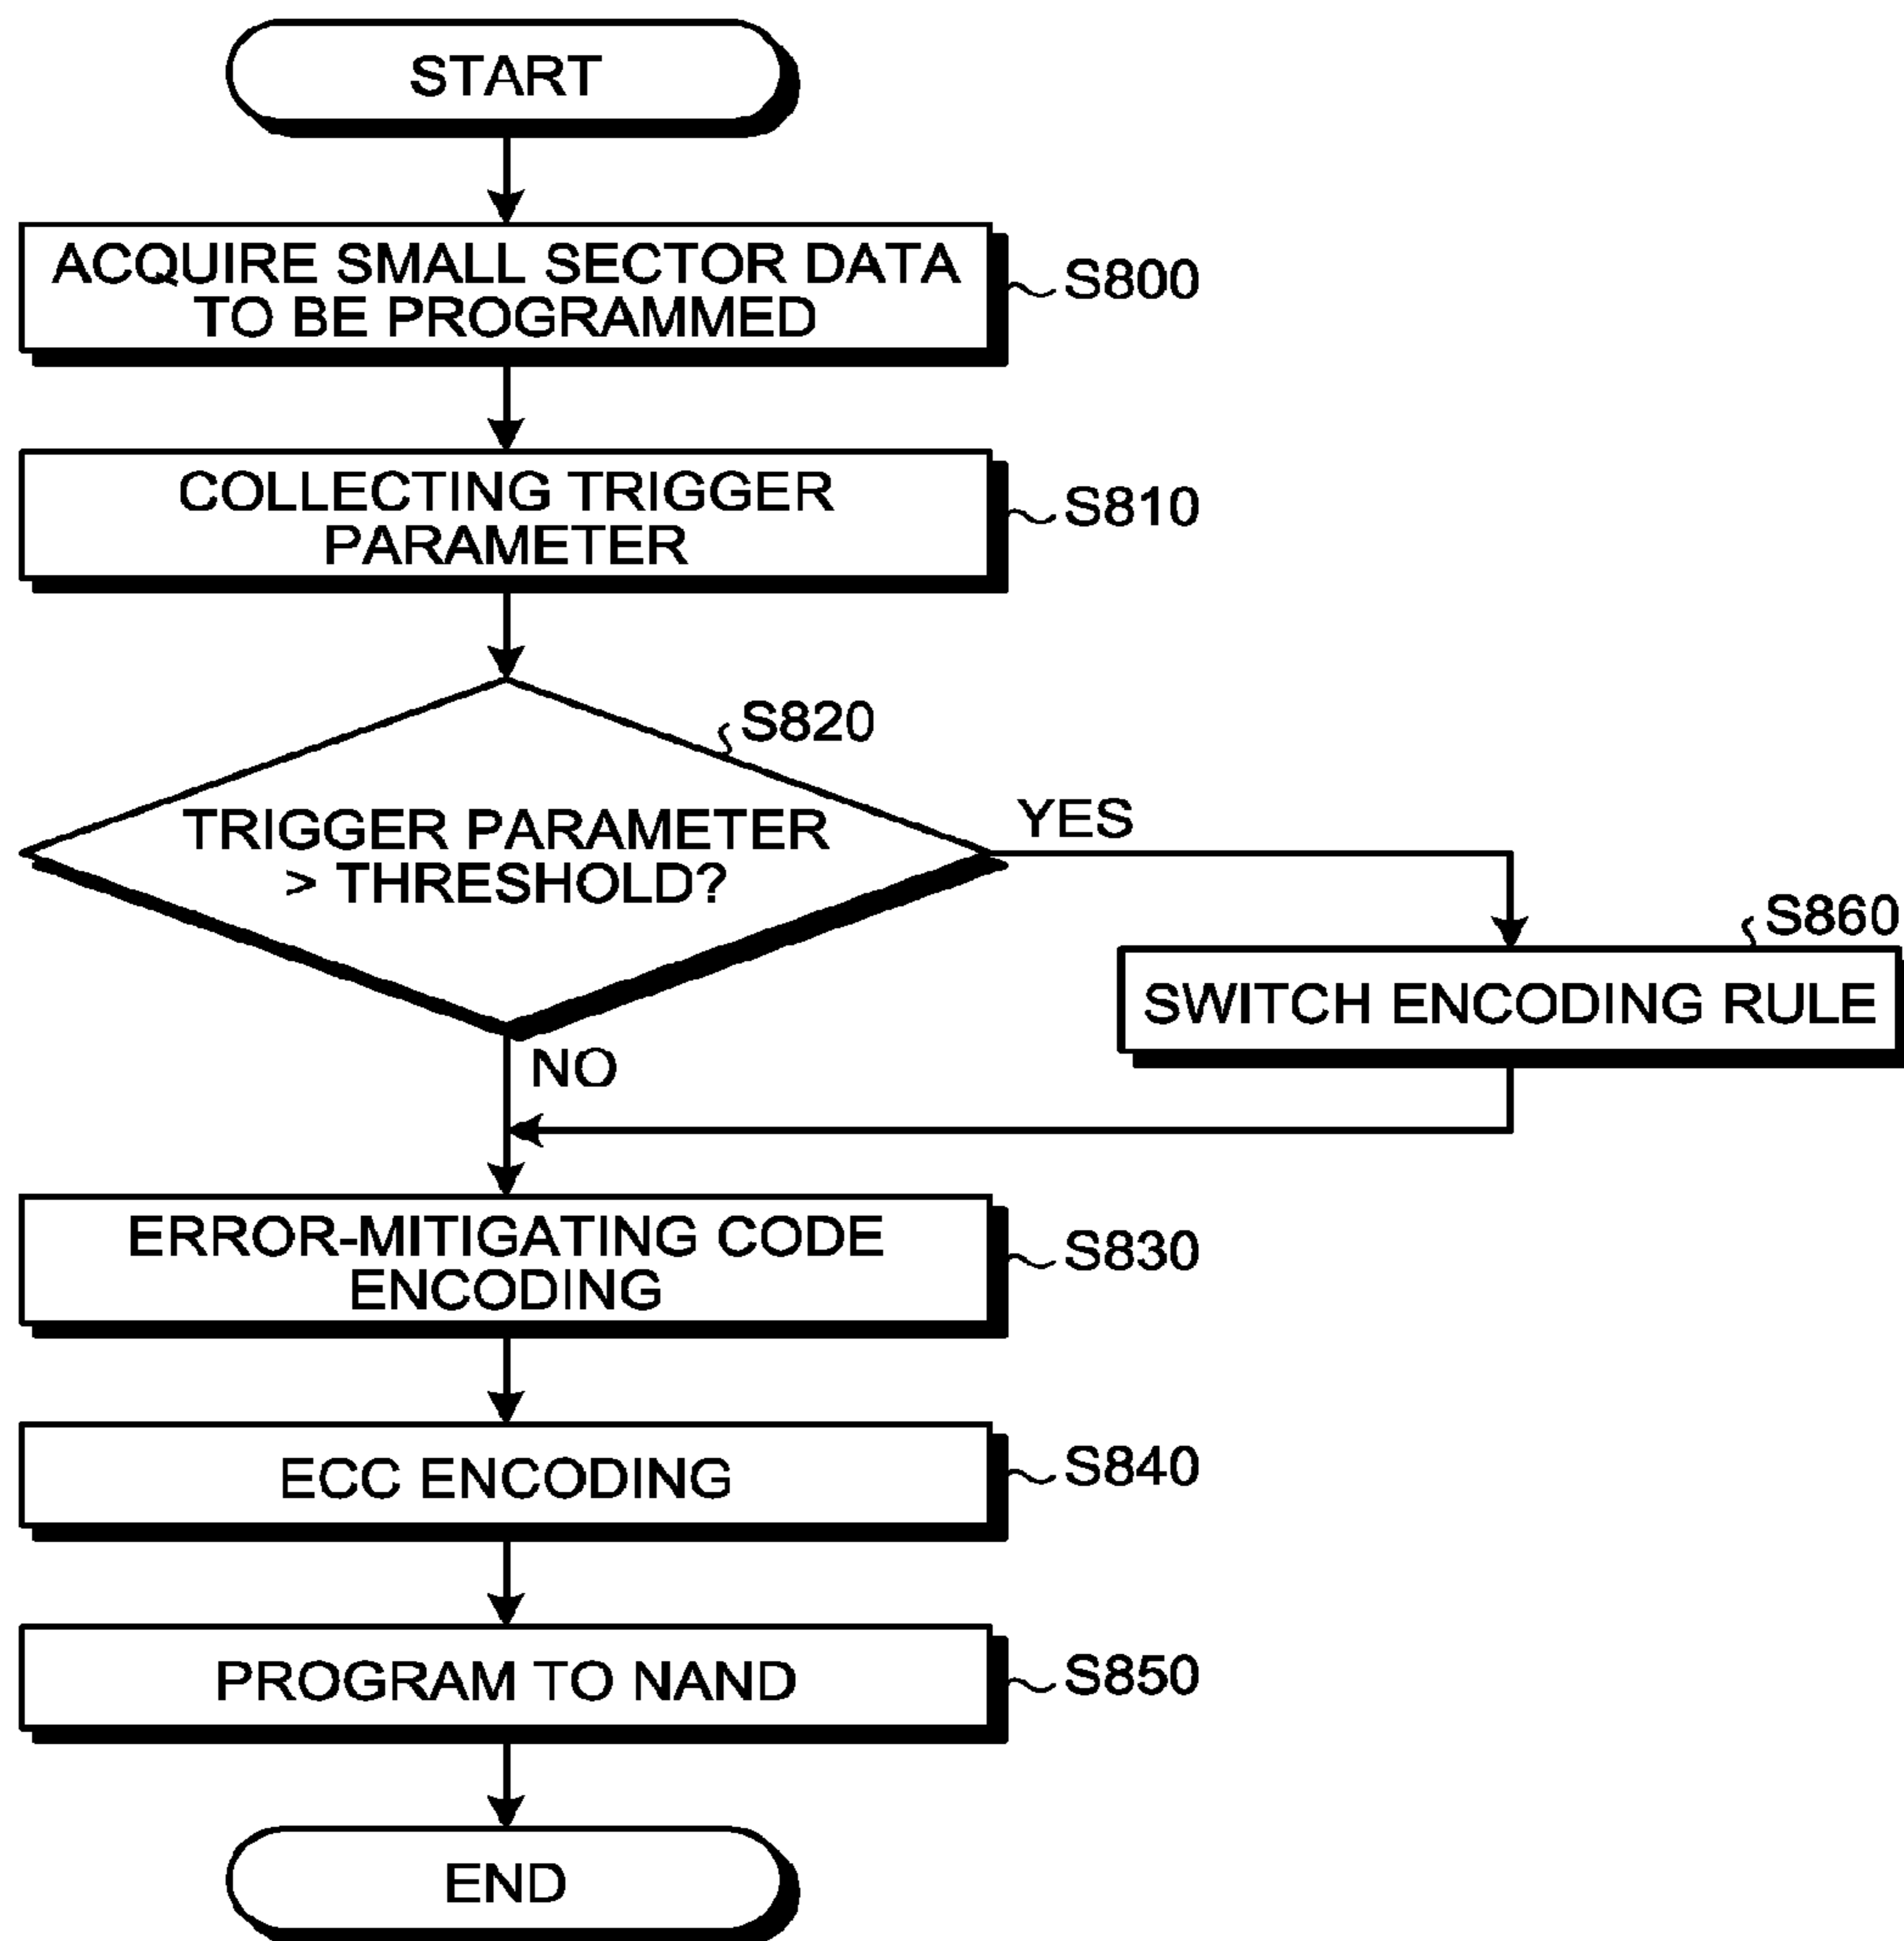 START
ACQUIRE SMALL SECTOR DATA
TO BE PROGRAMMED
S800
COLLECTING TRIGGER
PARAMETER
S810
S820
TRIGGER PARAMETER
> THRESHOLD?
YES
S860
SWITCH ENCODING RULE
NO
ERROR-MITIGATING CODE
ENCODING
S830
ECC ENCODING
S840
PROGRAM TO NAND
S850
END